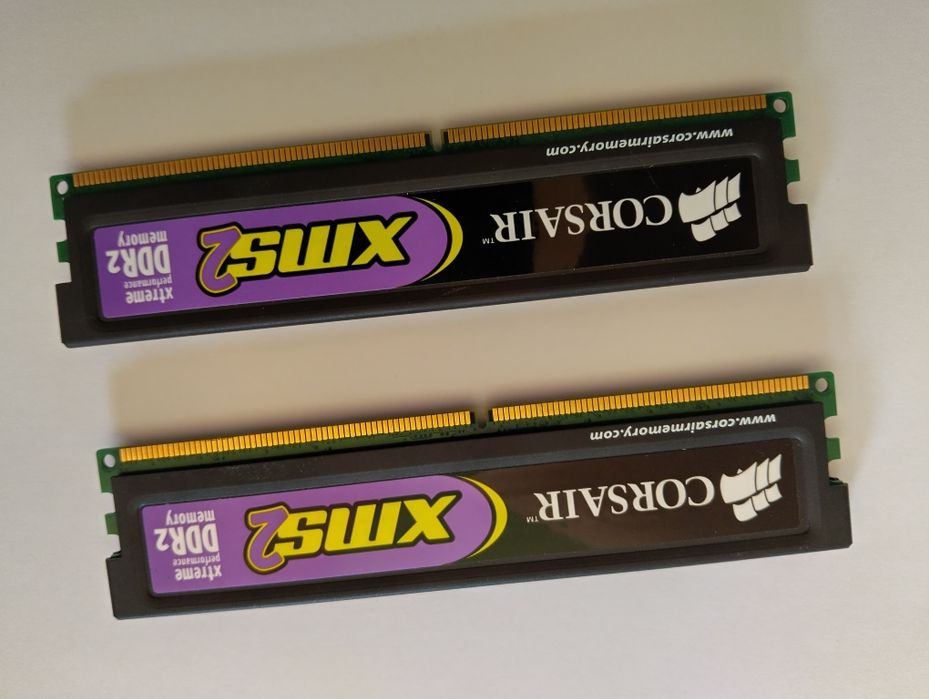 www.corsairmemory.com
CORSAIR™
XMS2
xtreme
performance
DDR2
memory
www.corsairmemory.com
CORSAIR™
XMS2
xtreme
performance
DDR2
memory